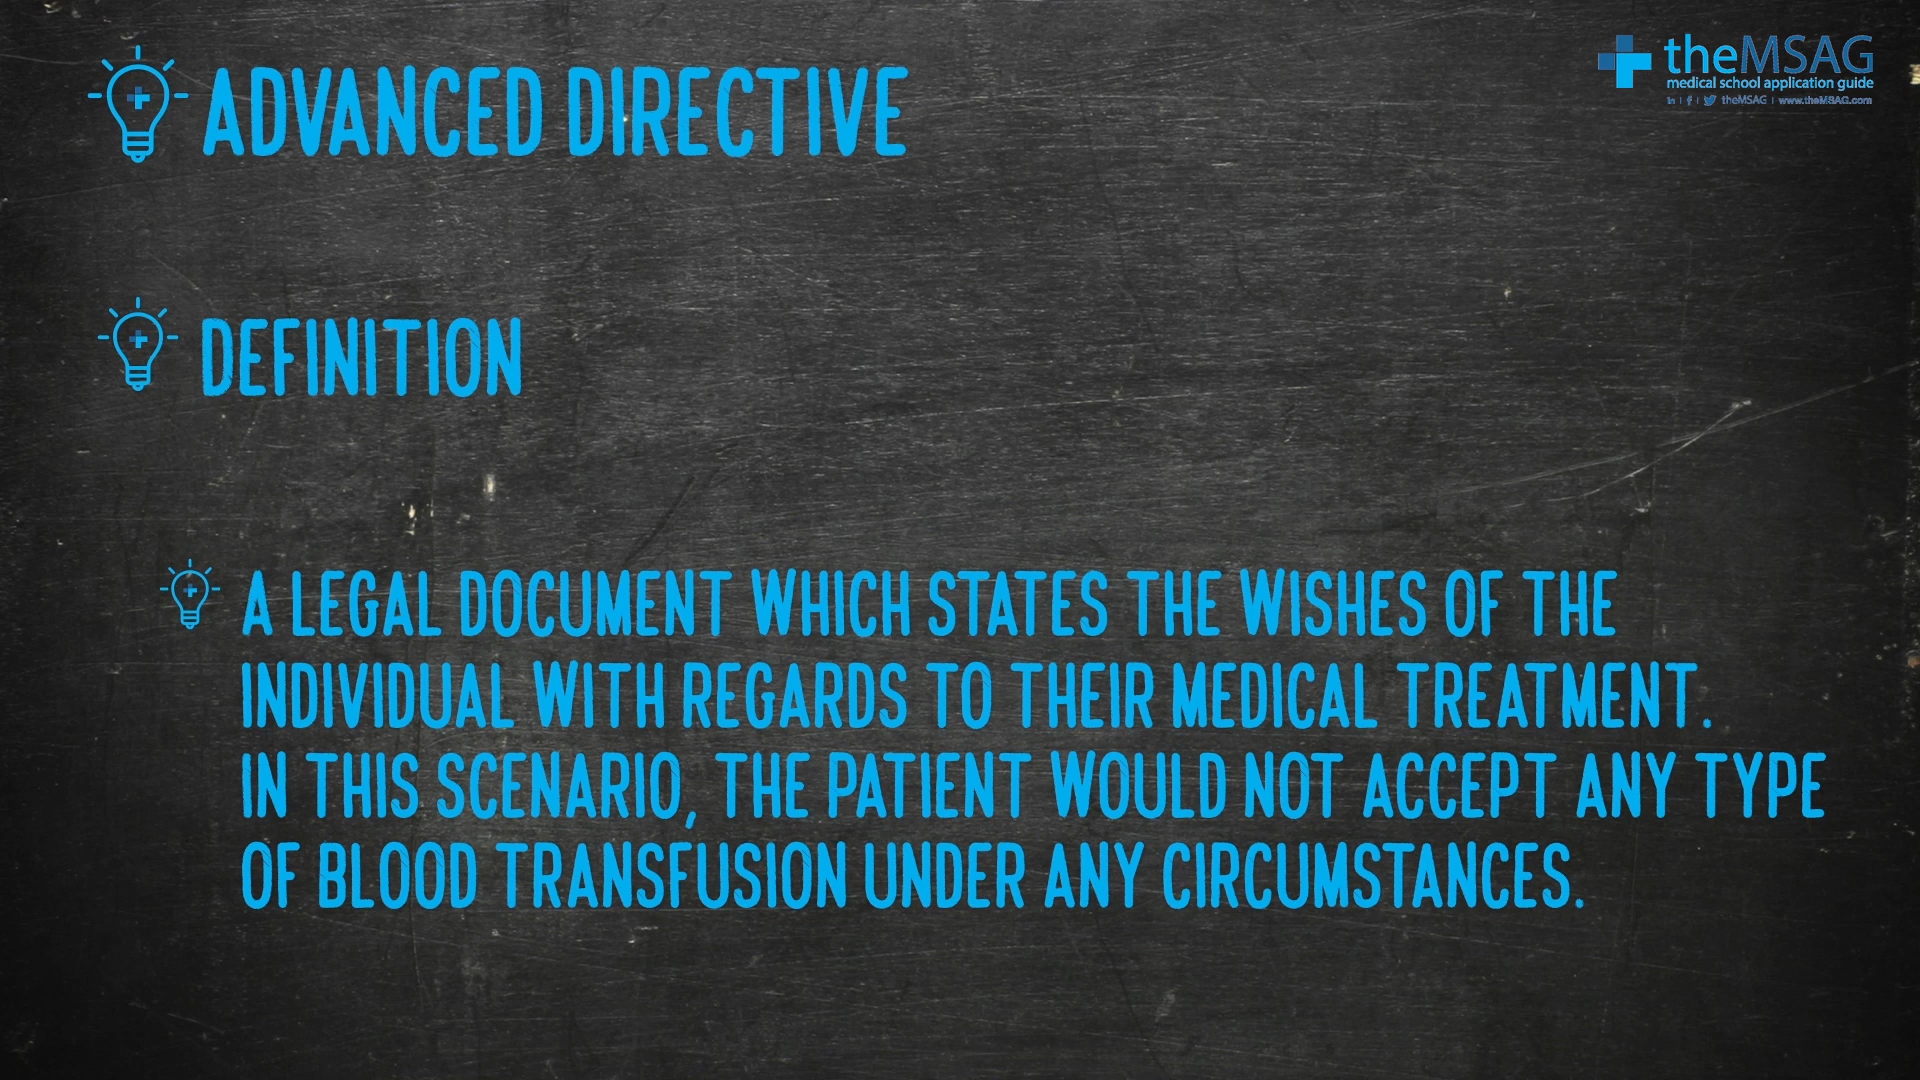 theMSAG
medical school application guide
in | f | theMSAG | www.theMSAG.com
ADVANCED DIRECTIVE
DEFINITION
A LEGAL DOCUMENT WHICH STATES THE WISHES OF THE
INDIVIDUAL WITH REGARDS TO THEIR MEDICAL TREATMENT.
IN THIS SCENARIO, THE PATIENT WOULD NOT ACCEPT ANY TYPE
OF BLOOD TRANSFUSION UNDER ANY CIRCUMSTANCES.